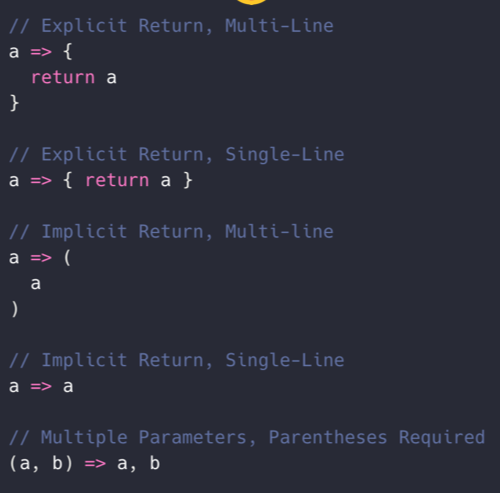 // Explicit Return, Multi-Line
a => {
  return a
}
// Explicit Return, Single-Line
a => { return a }
// Implicit Return, Multi-line
a => (
  a
)
// Implicit Return, Single-Line
a => a
// Multiple Parameters, Parentheses Required
(a, b) => a, b